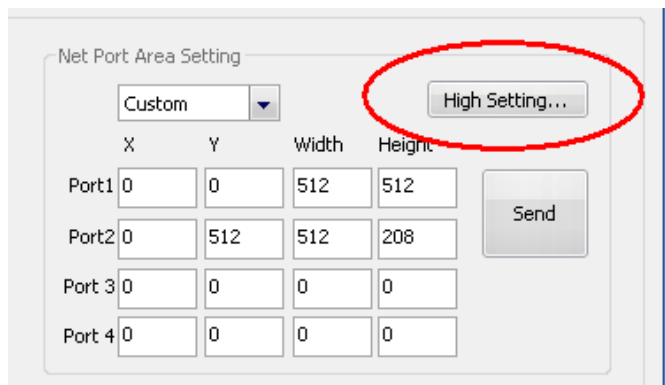 Net Port Area Setting
Custom High Setting...
X Y Width Height
Port1 0 0 512 512
Send
Port2 0 512 512 208
Port 3 0 0 0 0
Port 4 0 0 0 0